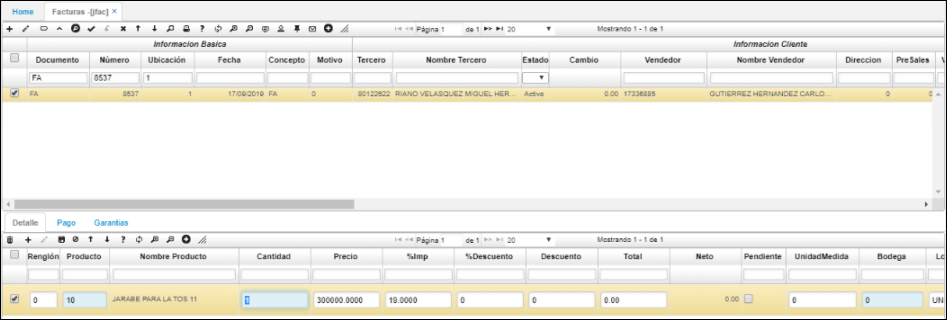 Home Facturas -[jfac] ×
Página 1 de 1 20 Mostrando 1 - 1 de 1
Informacion Basica Informacion Cliente
Documento Número Ubicación Fecha Concepto Motivo Tercero Nombre Tercero Estado Cambio Vendedor Nombre Vendedor Direccion PreSales V
FA 8537 1
FA 8537 1 17/09/2019 FA 0 80122622 RIANO VELASQUEZ MIGUEL HER... Activo 0.00 17336885 GUTIERREZ HERNANDEZ CARLO... 0 0
Detalle Pago Garantias
Página 1 de 1 20 Mostrando 1 - 1 de 1
Renglón Producto Nombre Producto Cantidad Precio %Imp %Descuento Descuento Total Neto Pendiente UnidadMedida Bodega Lo
0 10 JARABE PARA LA TOS 11 1 300000.0000 19.0000 0 0 0.00 0.00 0 0 UN